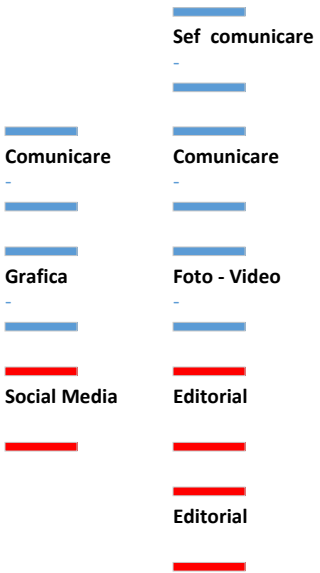 Sef comunicare
-
Comunicare Comunicare
- -
Grafica Foto - Video
- -
Social Media Editorial
Editorial